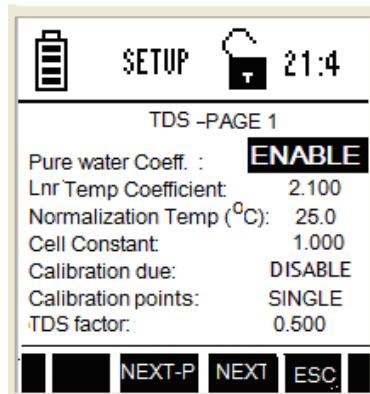 SETUP 21:4
TDS –PAGE 1
Pure water Coeff. : ENABLE
Lnr Temp Coefficient: 2.100
Normalization Temp (⁰C): 25.0
Cell Constant: 1.000
Calibration due: DISABLE
Calibration points: SINGLE
TDS factor: 0.500
NEXT-P NEXT ESC